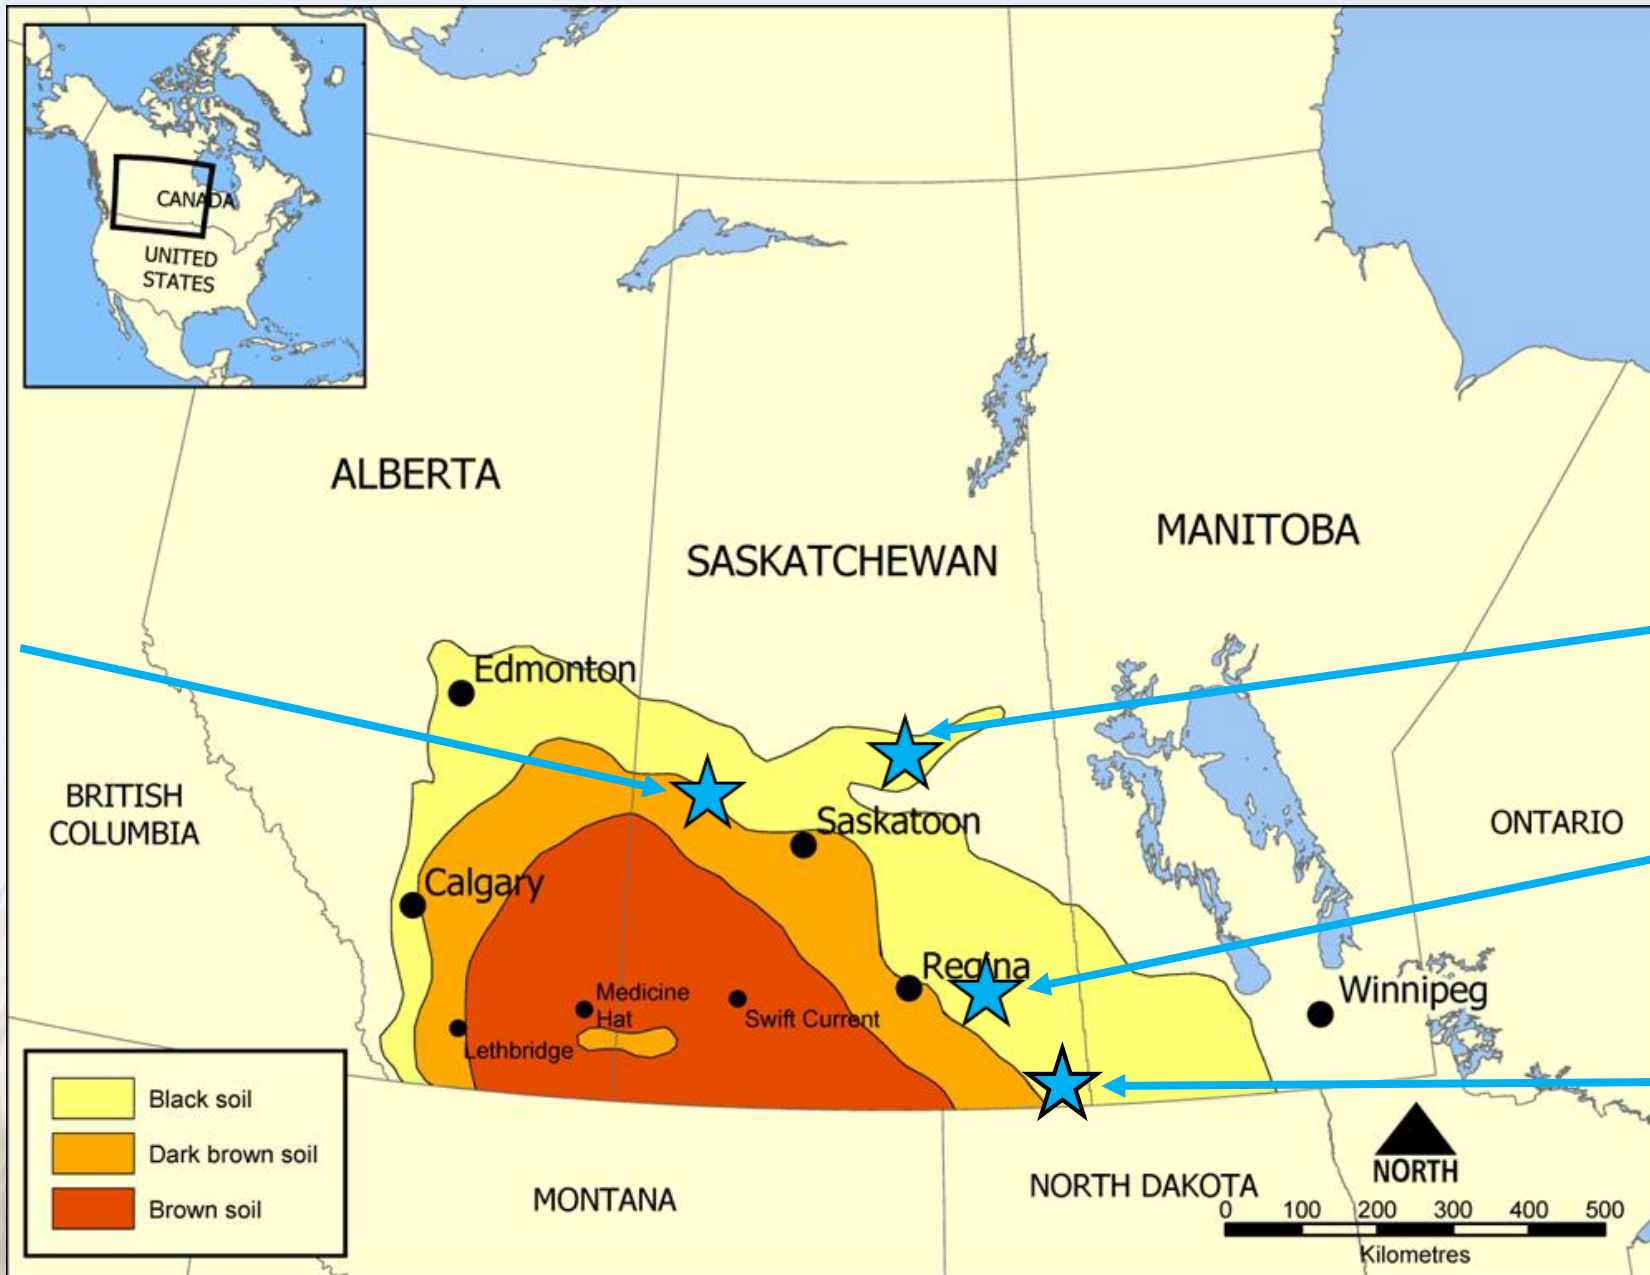 CANADA
UNITED
STATES
ALBERTA
SASKATCHEWAN
MANITOBA
Edmonton
BRITISH
COLUMBIA
Saskatoon
ONTARIO
Calgary
Regina
Medicine
Hat
Swift Current
Winnipeg
Lethbridge
Black soil
Dark brown soil
Brown soil
MONTANA
NORTH DAKOTA
NORTH
0 100 200 300 400 500
Kilometres